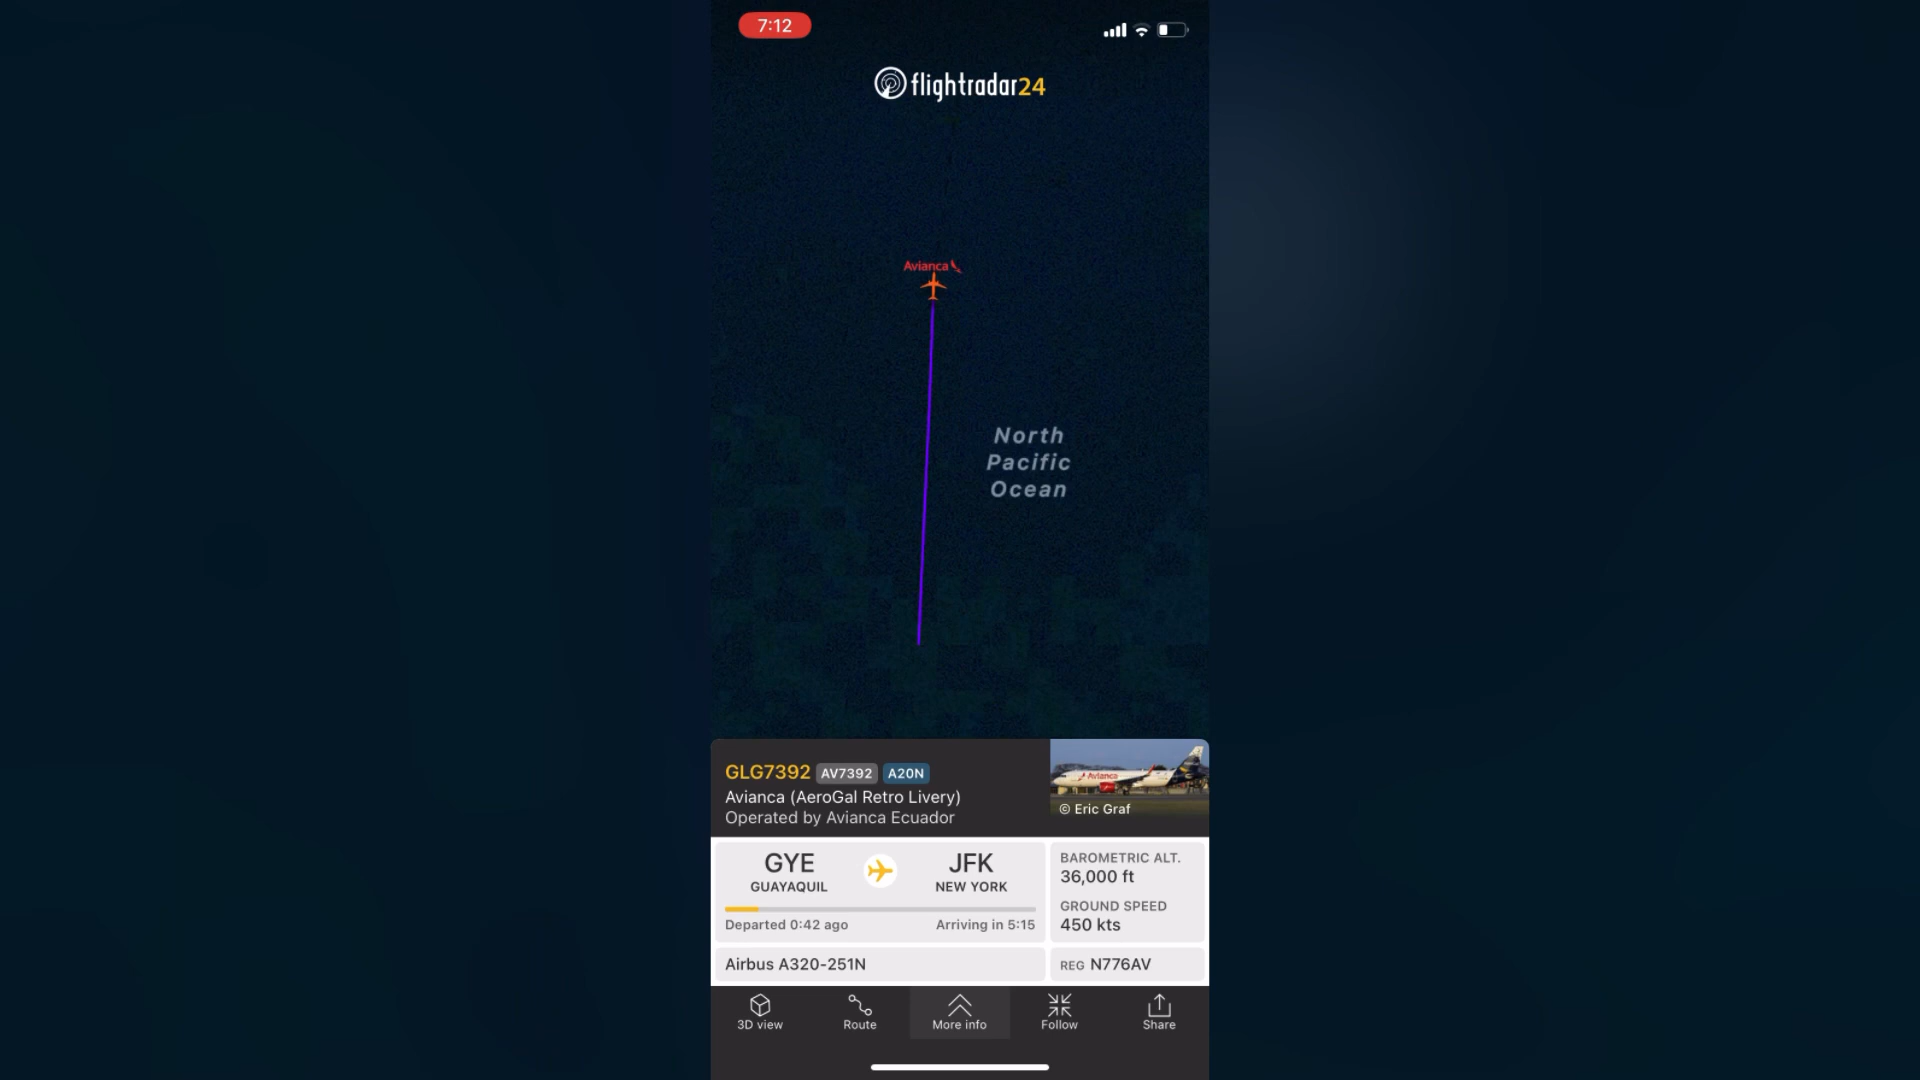 7:12
flightradar24
Avianca
North
Pacific
Ocean
GLG7392 AV7392 A20N
Avianca (AeroGal Retro Livery)
Operated by Avianca Ecuador
Avianca
© Eric Graf
GYE JFK
GUAYAQUIL NEW YORK
Departed 0:42 ago Arriving in 5:15
BAROMETRIC ALT.
36,000 ft
GROUND SPEED
450 kts
Airbus A320-251N
REG N776AV
3D view Route More info Follow Share